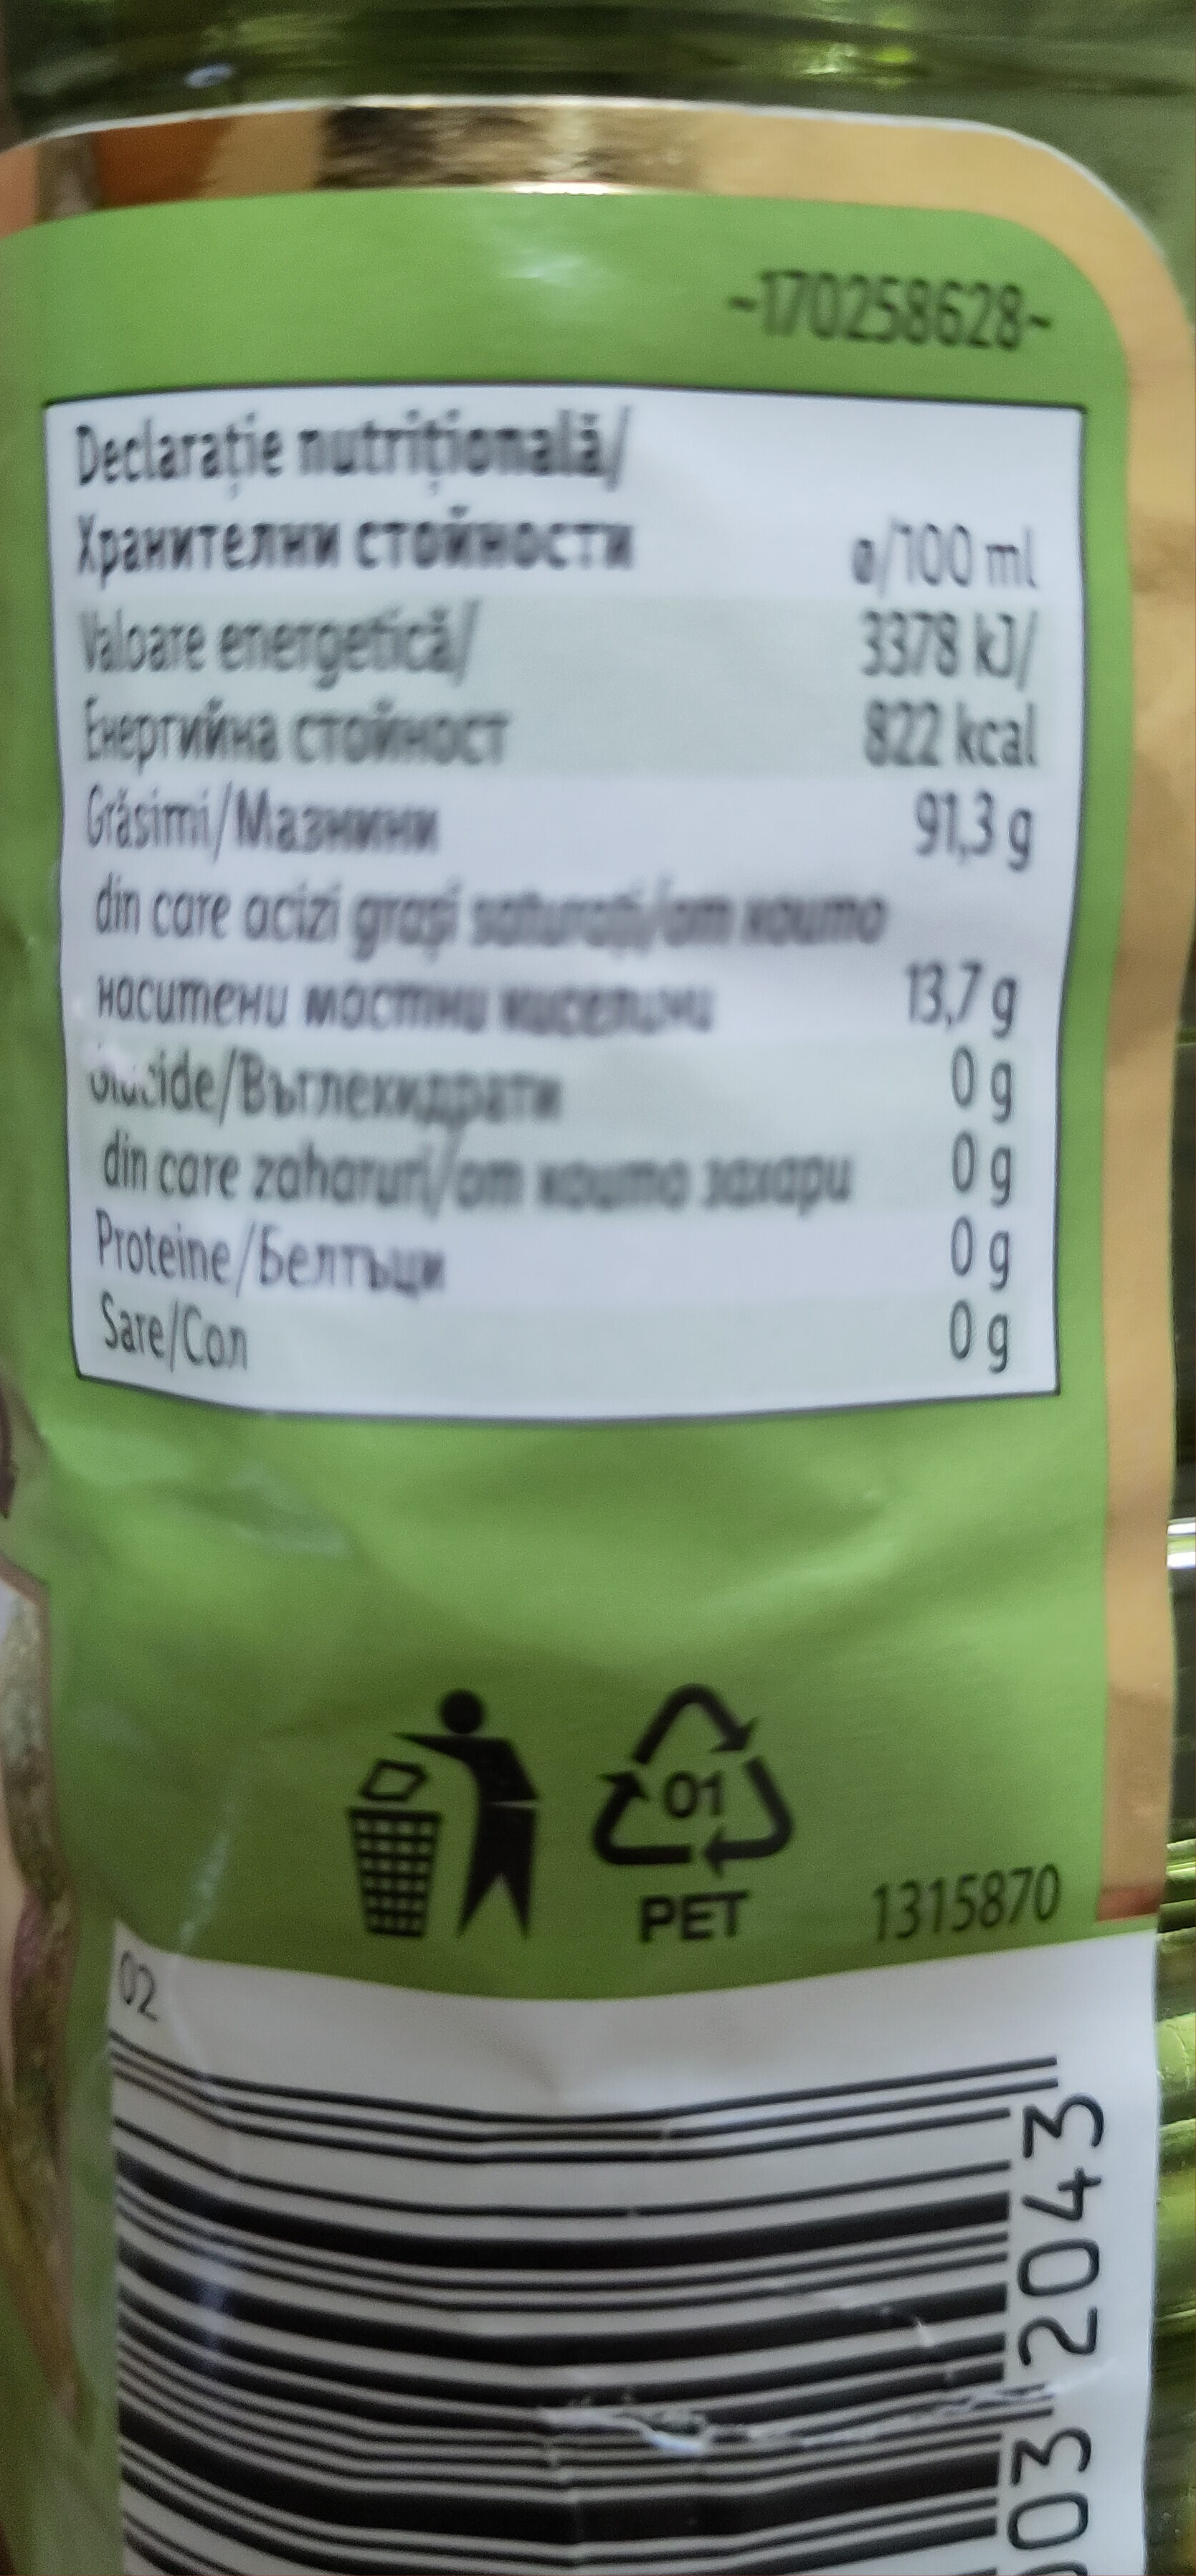 ~170258628~
Declarație nutrițională/
Хранителни стойности ø/100 ml
Valoare energetică/ 3378 kJ/
Енергийна стойност 822 kcal
Grăsimi/Мазнини 91,3 g
din care acizi grași saturați/от които
наситени мастни киселини 13,7 g
Glucide/Въглехидрати 0 g
din care zaharuri/от които захари 0 g
Proteine/Белтъци 0 g
Sare/Сол 0 g
01
PET
1315870
02
03 2043